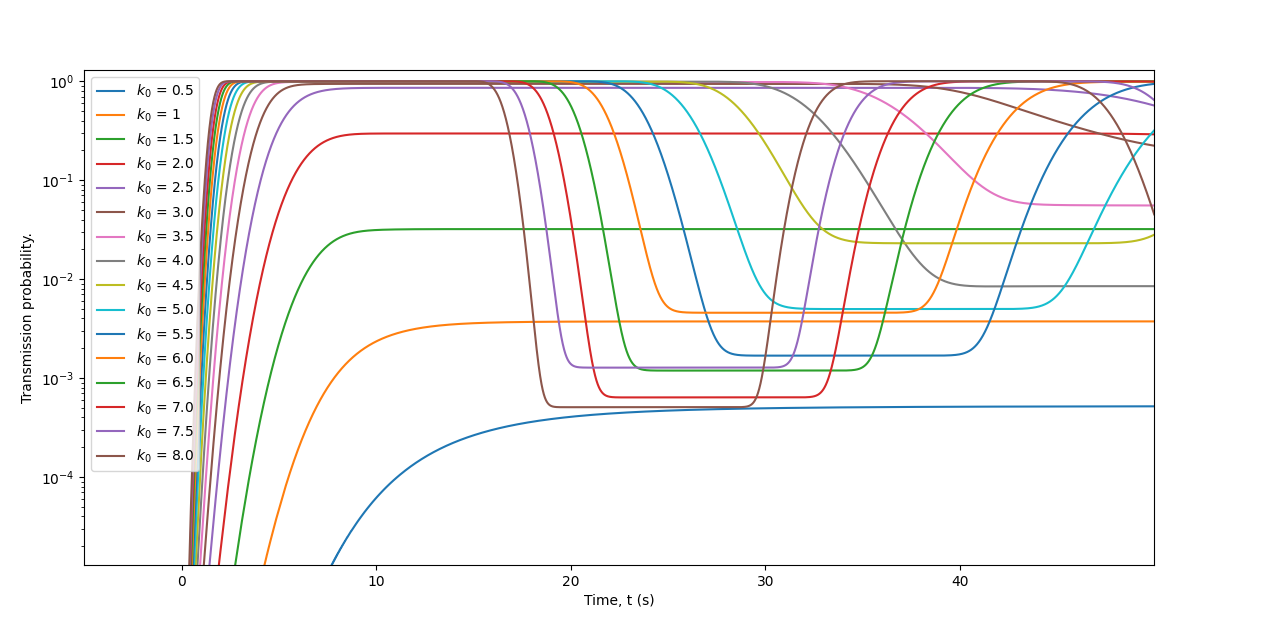 Transmission probability.
10⁰
10⁻¹
10⁻²
10⁻³
10⁻⁴
k₀ = 0.5
k₀ = 1
k₀ = 1.5
k₀ = 2.0
k₀ = 2.5
k₀ = 3.0
k₀ = 3.5
k₀ = 4.0
k₀ = 4.5
k₀ = 5.0
k₀ = 5.5
k₀ = 6.0
k₀ = 6.5
k₀ = 7.0
k₀ = 7.5
k₀ = 8.0
0 10 20 30 40
Time, t (s)